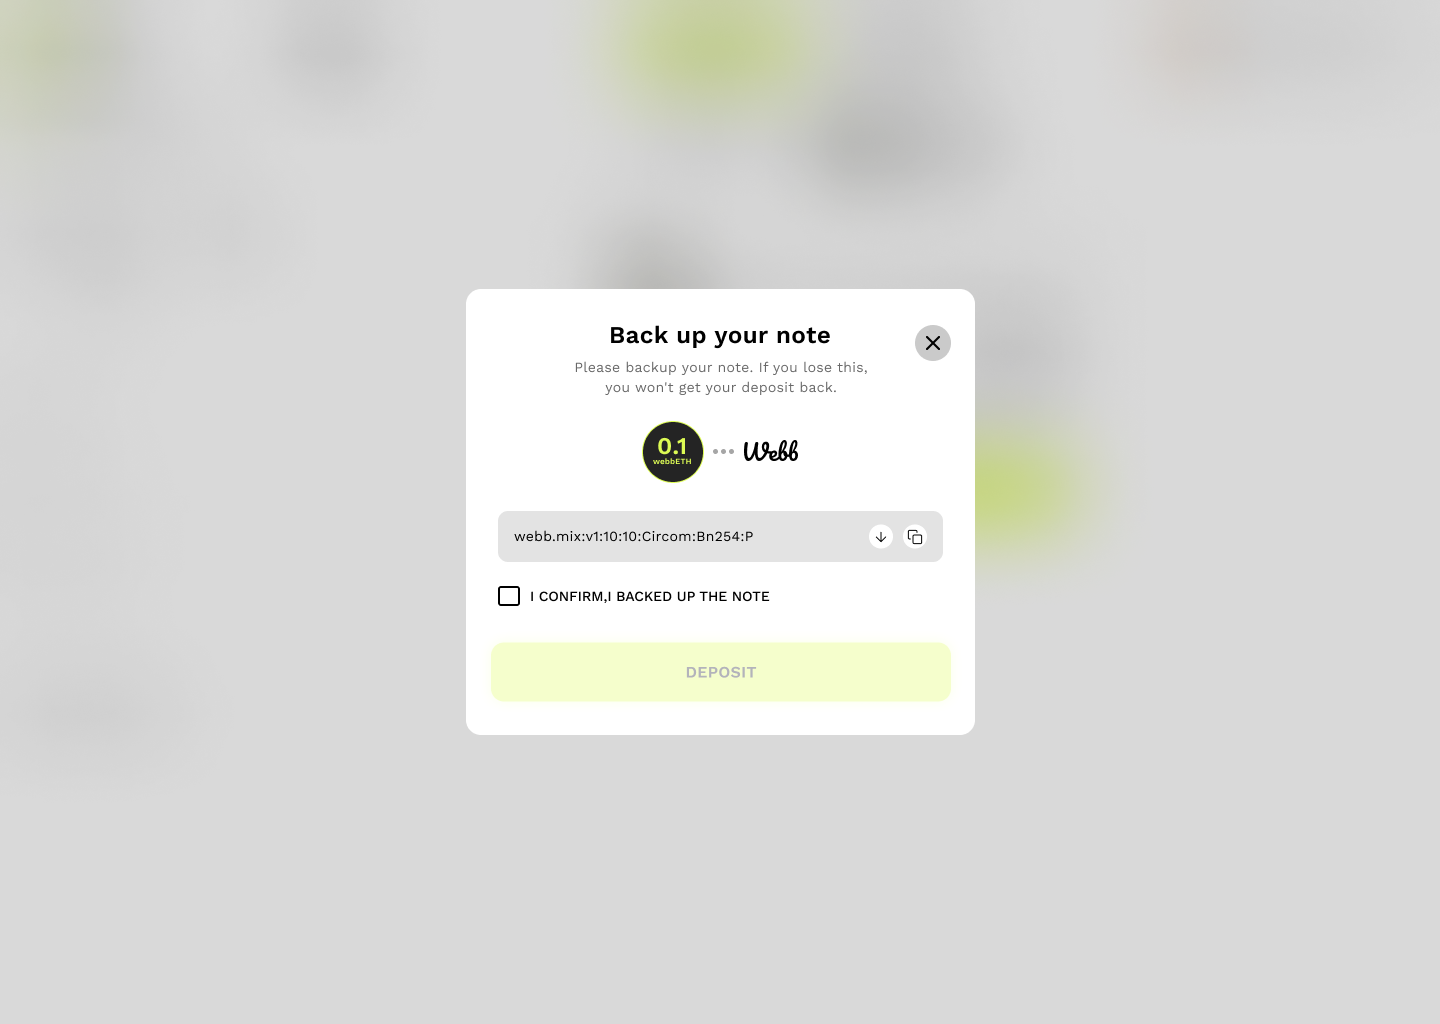 Back up your note
Please backup your note. If you lose this,
you won't get your deposit back.
0.1
webbETH
Webb
webb.mix:v1:10:10:Circom:Bn254:P
I CONFIRM,I BACKED UP THE NOTE
DEPOSIT